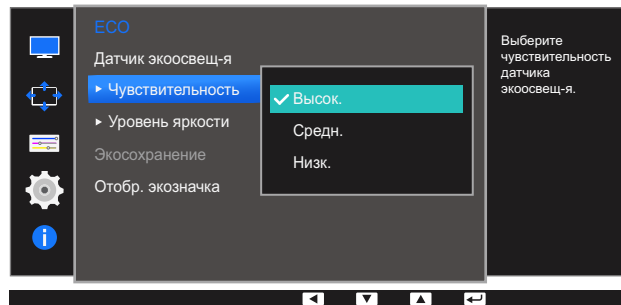 ECO
Датчик экоосвещ-я
Чувствительность
Уровень яркости
Экосохранение
Отобр. экозначка
Высок.
Средн.
Низк.
Выберите
чувствительность
датчика
экоосвещ-я.